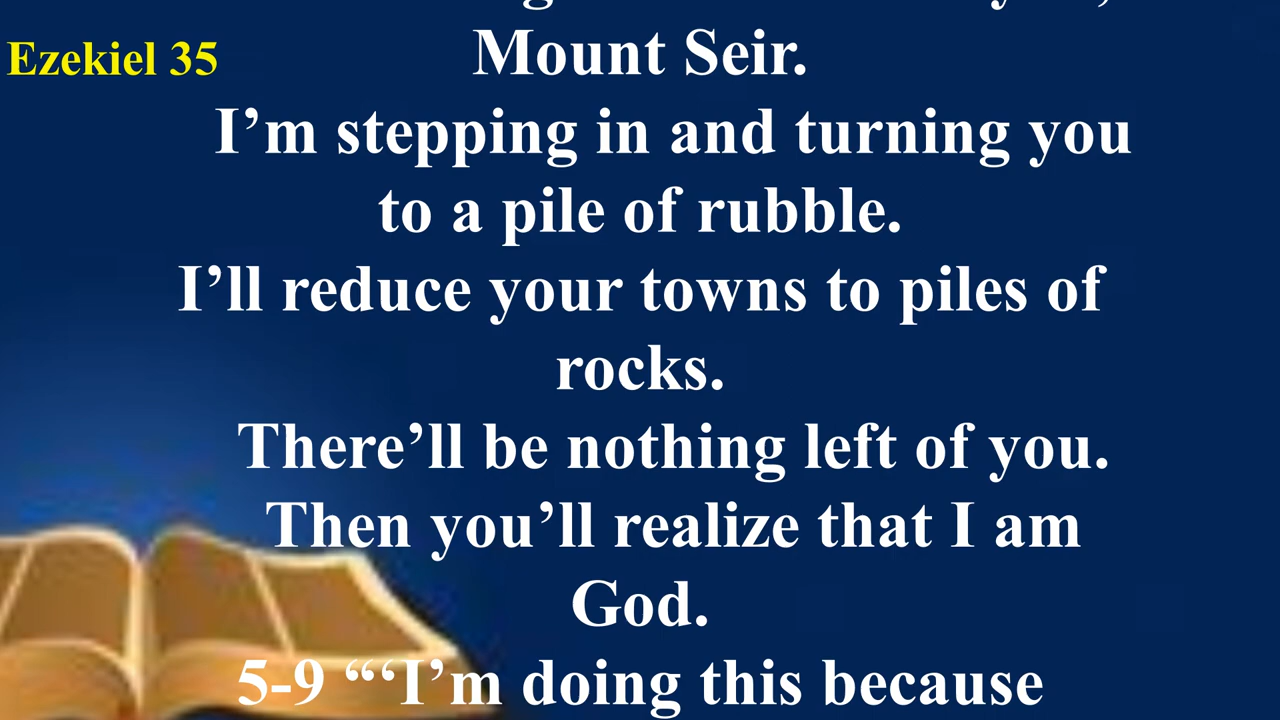 Ezekiel 35
Mount Seir.
I’m stepping in and turning you
to a pile of rubble.
I’ll reduce your towns to piles of
rocks.
There’ll be nothing left of you.
Then you’ll realize that I am
God.
5-9 “‘I’m doing this because